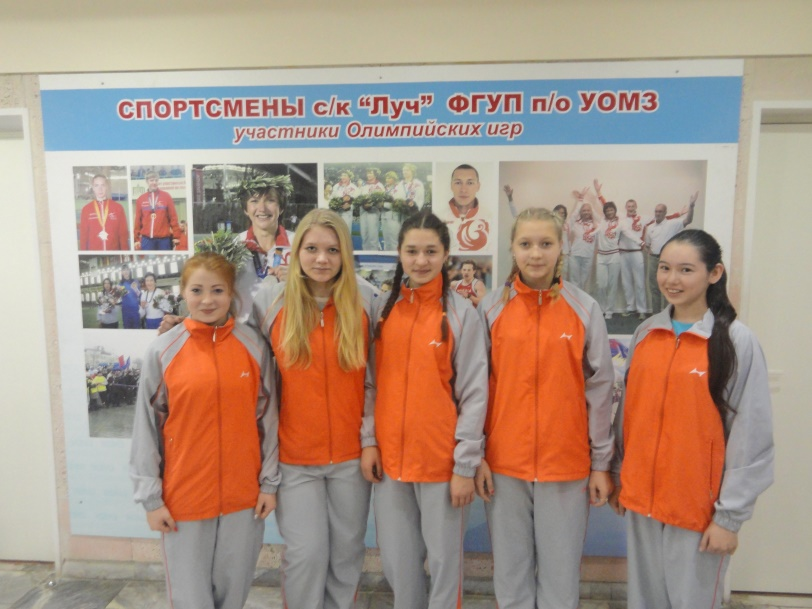 СПОРТСМЕНЫ с/к "Луч" ФГУП п/о УОМЗ
участники Олимпийских игр